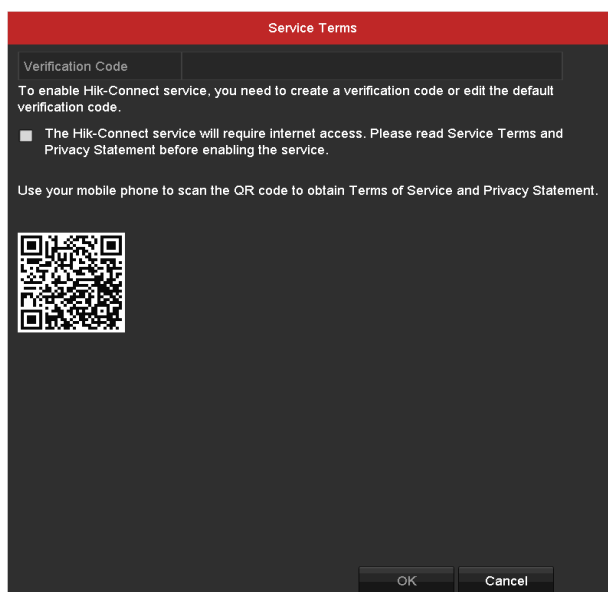 Service Terms
Verification Code
To enable Hik-Connect service, you need to create a verification code or edit the default
verification code.
The Hik-Connect service will require internet access. Please read Service Terms and
Privacy Statement before enabling the service.
Use your mobile phone to scan the QR code to obtain Terms of Service and Privacy Statement.
OK
Cancel